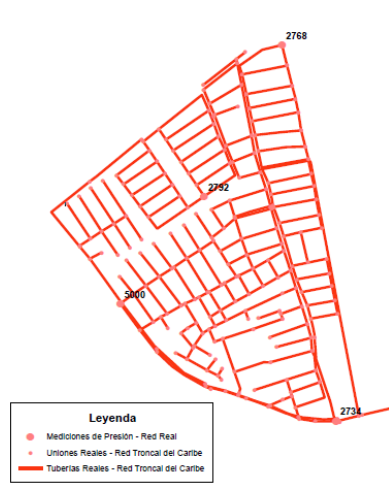 2768
2792
5000
2734
Leyenda
Mediciones de Presión - Red Real
Uniones Reales - Red Troncal del Caribe
Tuberías Reales - Red Troncal del Caribe